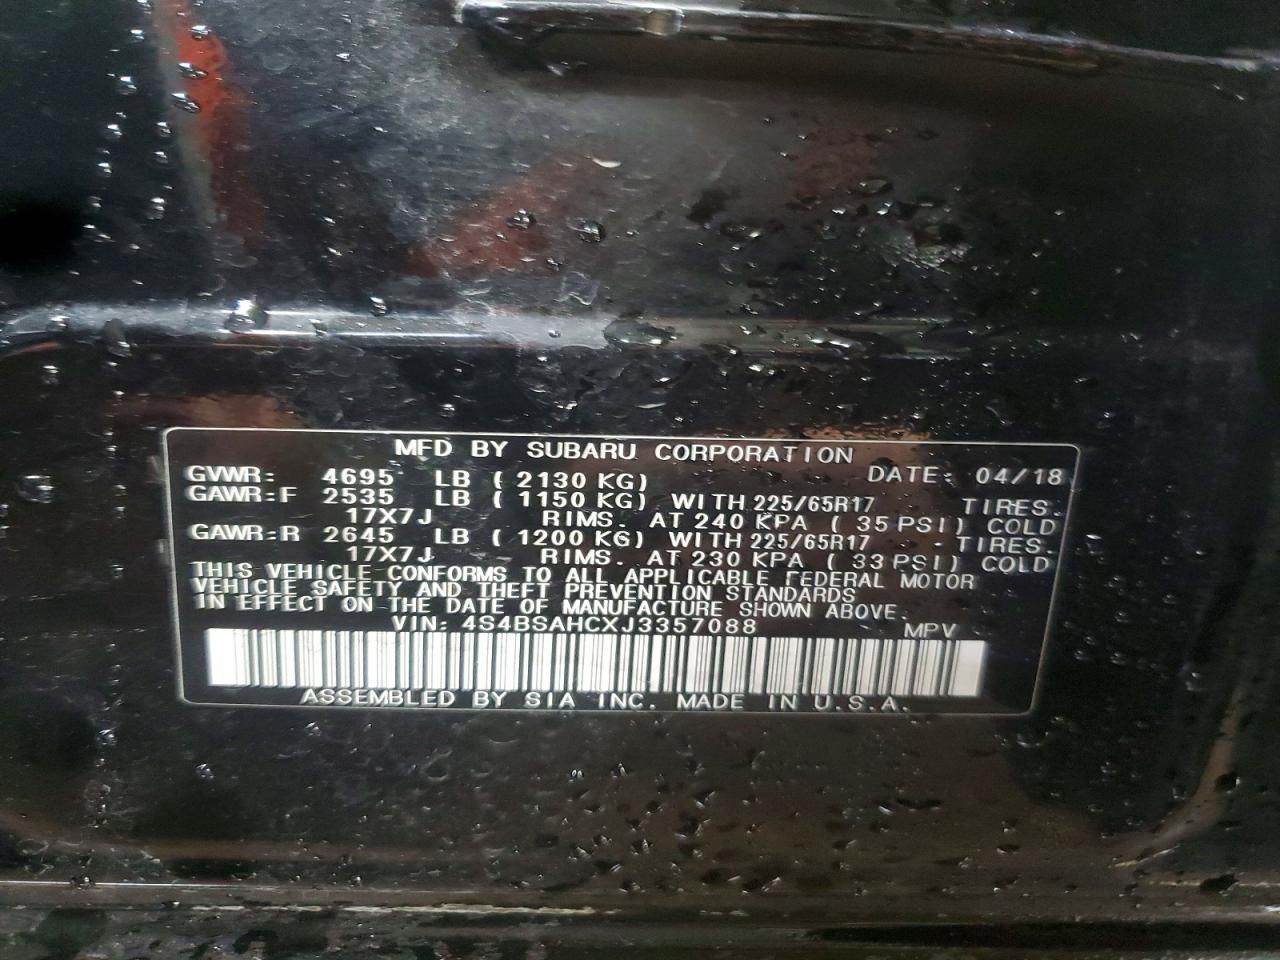 MFD BY SUBARU CORPORATION
GVWR: 4695 LB ( 2130 KG) DATE: 04/18
GAWR:F 2535 LB ( 1150 KG) WITH 225/65R17 TIRES.
17X7J RIMS. AT 240 KPA ( 35 PSI) COLD
GAWR:R 2645 LB ( 1200 KG) WITH 225/65R17 TIRES.
17X7J RIMS. AT 230 KPA ( 33 PSI) COLD
THIS VEHICLE CONFORMS TO ALL APPLICABLE FEDERAL MOTOR
VEHICLE SAFETY AND THEFT PREVENTION STANDARDS
IN EFFECT ON THE DATE OF MANUFACTURE SHOWN ABOVE.
VIN: 4S4BSAHCXJ3357088 MPV
ASSEMBLED BY SIA INC. MADE IN U.S.A.